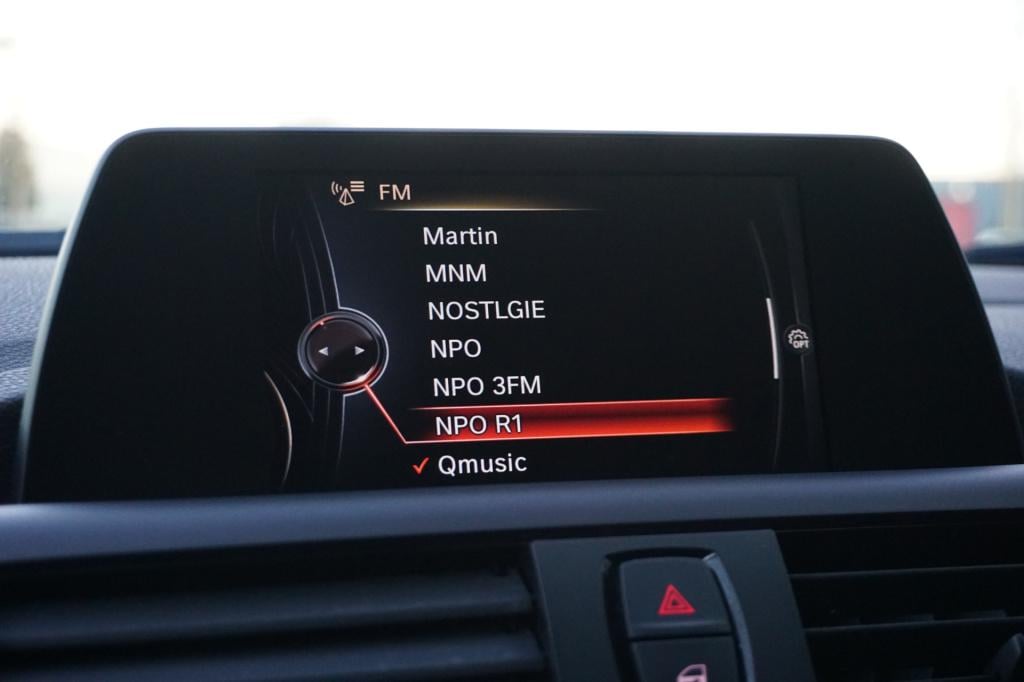 FM
Martin
MNM
NOSTLGIE
NPO
NPO 3FM
NPO R1
Qmusic
OPT